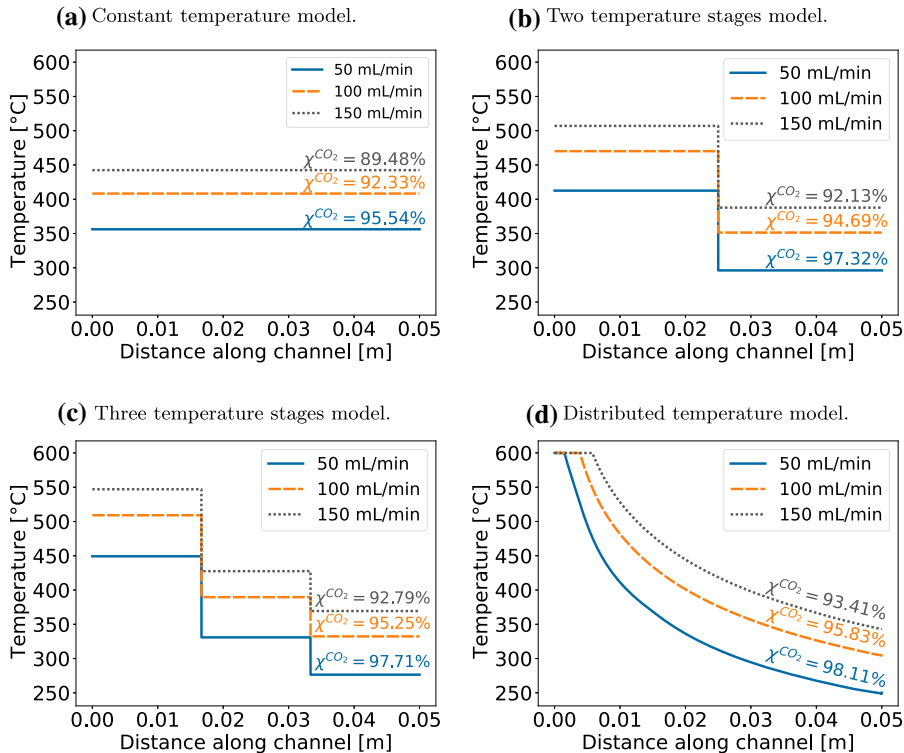 (a) Constant temperature model.
600
550
500
450
400
350
300
250
Temperature [°C]
50 mL/min
100 mL/min
150 mL/min
χ^{CO_2} = 89.48%
χ^{CO_2} = 92.33%
χ^{CO_2} = 95.54%
0.00 0.01 0.02 0.03 0.04 0.05
Distance along channel [m]
(b) Two temperature stages model.
600
550
500
450
400
350
300
250
Temperature [°C]
50 mL/min
100 mL/min
150 mL/min
χ^{CO_2} = 92.13%
χ^{CO_2} = 94.69%
χ^{CO_2} = 97.32%
0.00 0.01 0.02 0.03 0.04 0.05
Distance along channel [m]
(c) Three temperature stages model.
600
550
500
450
400
350
300
250
Temperature [°C]
50 mL/min
100 mL/min
150 mL/min
χ^{CO_2} = 92.79%
χ^{CO_2} = 95.25%
χ^{CO_2} = 97.71%
0.00 0.01 0.02 0.03 0.04 0.05
Distance along channel [m]
(d) Distributed temperature model.
600
550
500
450
400
350
300
250
Temperature [°C]
50 mL/min
100 mL/min
150 mL/min
χ^{CO_2} = 93.41%
χ^{CO_2} = 95.83%
χ^{CO_2} = 98.11%
0.00 0.01 0.02 0.03 0.04 0.05
Distance along channel [m]